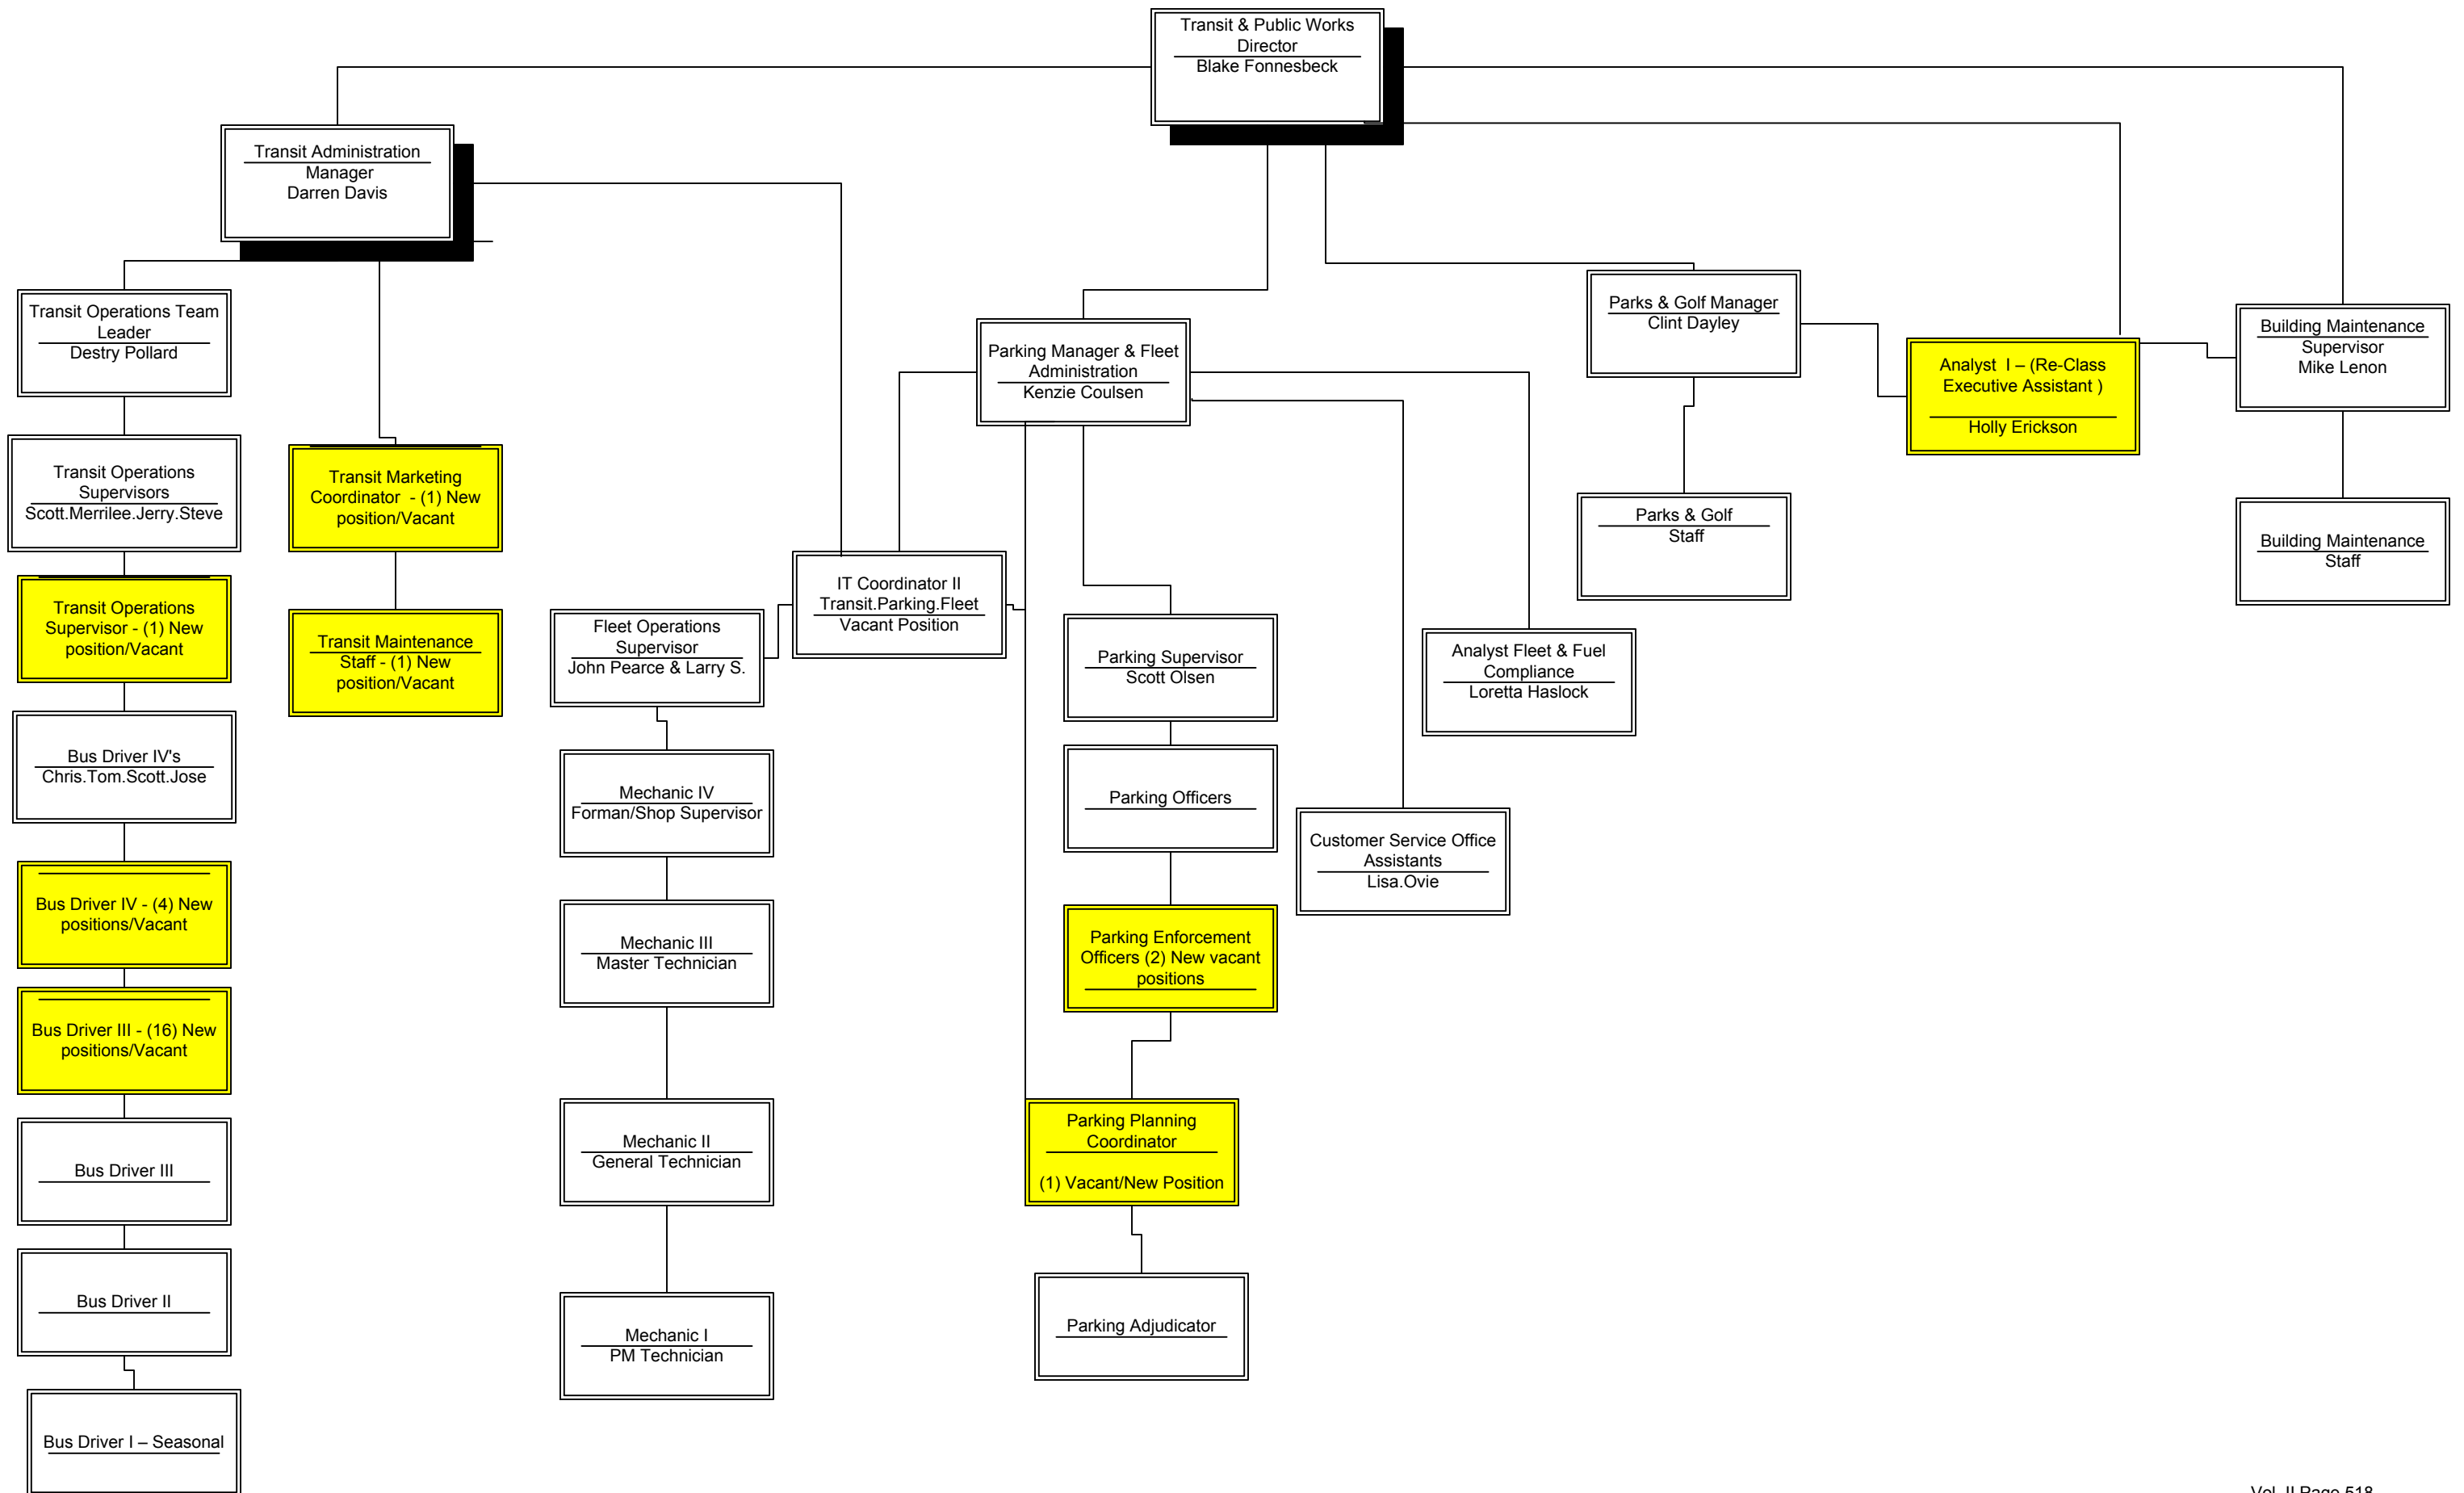 Transit & Public Works
Director
Blake Fonnesbeck
Transit Administration
Manager
Darren Davis
Transit Operations Team
Leader
Destry Pollard
Transit Operations
Supervisors
Scott.Merrilee.Jerry.Steve
Transit Operations
Supervisor - (1) New
position/Vacant
Bus Driver IV's
Chris.Tom.Scott.Jose
Bus Driver IV - (4) New
positions/Vacant
Bus Driver III - (16) New
positions/Vacant
Bus Driver III
Bus Driver II
Bus Driver I – Seasonal
Transit Marketing
Coordinator - (1) New
position/Vacant
Transit Maintenance
Staff - (1) New
position/Vacant
IT Coordinator II
Transit.Parking.Fleet
Vacant Position
Fleet Operations
Supervisor
John Pearce & Larry S.
Mechanic IV
Forman/Shop Supervisor
Mechanic III
Master Technician
Mechanic II
General Technician
Mechanic I
PM Technician
Parking Manager & Fleet
Administration
Kenzie Coulsen
Parking Supervisor
Scott Olsen
Parking Officers
Parking Enforcement
Officers (2) New vacant
positions
Parking Planning
Coordinator
(1) Vacant/New Position
Parking Adjudicator
Customer Service Office
Assistants
Lisa.Ovie
Analyst Fleet & Fuel
Compliance
Loretta Haslock
Parks & Golf Manager
Clint Dayley
Parks & Golf
Staff
Analyst I – (Re-Class
Executive Assistant )
Holly Erickson
Building Maintenance
Supervisor
Mike Lenon
Building Maintenance
Staff
Vol. II Page 518